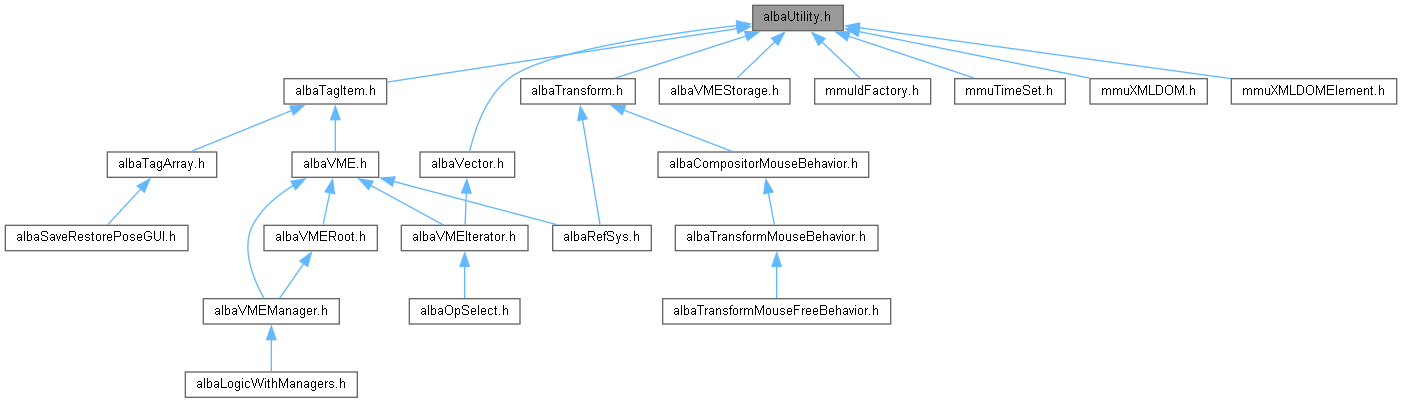 albaUtility.h
albaTagItem.h
albaTransform.h
albaVMEStorage.h
mmuIdFactory.h
mmuTimeSet.h
mmuXMLDOM.h
mmuXMLDOMElement.h
albaTagArray.h
albaVME.h
albaVector.h
albaCompositorMouseBehavior.h
albaSaveRestorePoseGUI.h
albaVMERoot.h
albaVMEIterator.h
albaRefSys.h
albaTransformMouseBehavior.h
albaVMEManager.h
albaOpSelect.h
albaTransformMouseFreeBehavior.h
albaLogicWithManagers.h